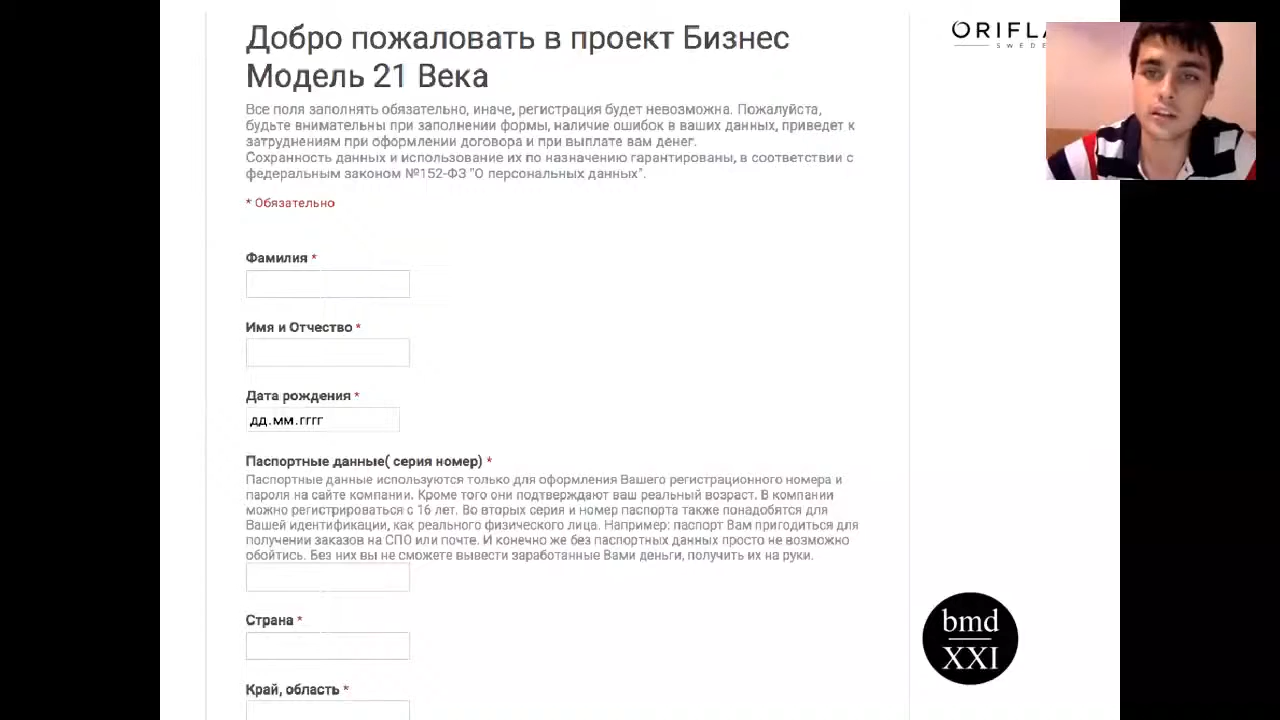 Добро пожаловать в проект Бизнес
Модель 21 Века
Все поля заполнять обязательно, иначе, регистрация будет невозможна. Пожалуйста,
будьте внимательны при заполнении формы, наличие ошибок в ваших данных, приведет к
затруднениям при оформлении договора и при выплате вам денег.
Сохранность данных и использование их по назначению гарантированы, в соответствии с
федеральным законом №152-ФЗ "О персональных данных".
* Обязательно
Фамилия *
Имя и Отчество *
Дата рождения *
дд.мм.гггг
Паспортные данные( серия номер) *
Паспортные данные используются только для оформления Вашего регистрационного номера и
пароля на сайте компании. Кроме того они подтверждают ваш реальный возраст. В компании
можно регистрироваться с 16 лет. Во вторых серия и номер паспорта также понадобятся для
Вашей идентификации, как реального физического лица. Например: паспорт Вам пригодиться для
получении заказов на СПО или почте. И конечно же без паспортных данных просто не возможно
обойтись. Без них вы не сможете вывести заработанные Вами деньги, получить их на руки.
Страна *
Край, область *
ORIFLA
SWEDE
bmd
XXI